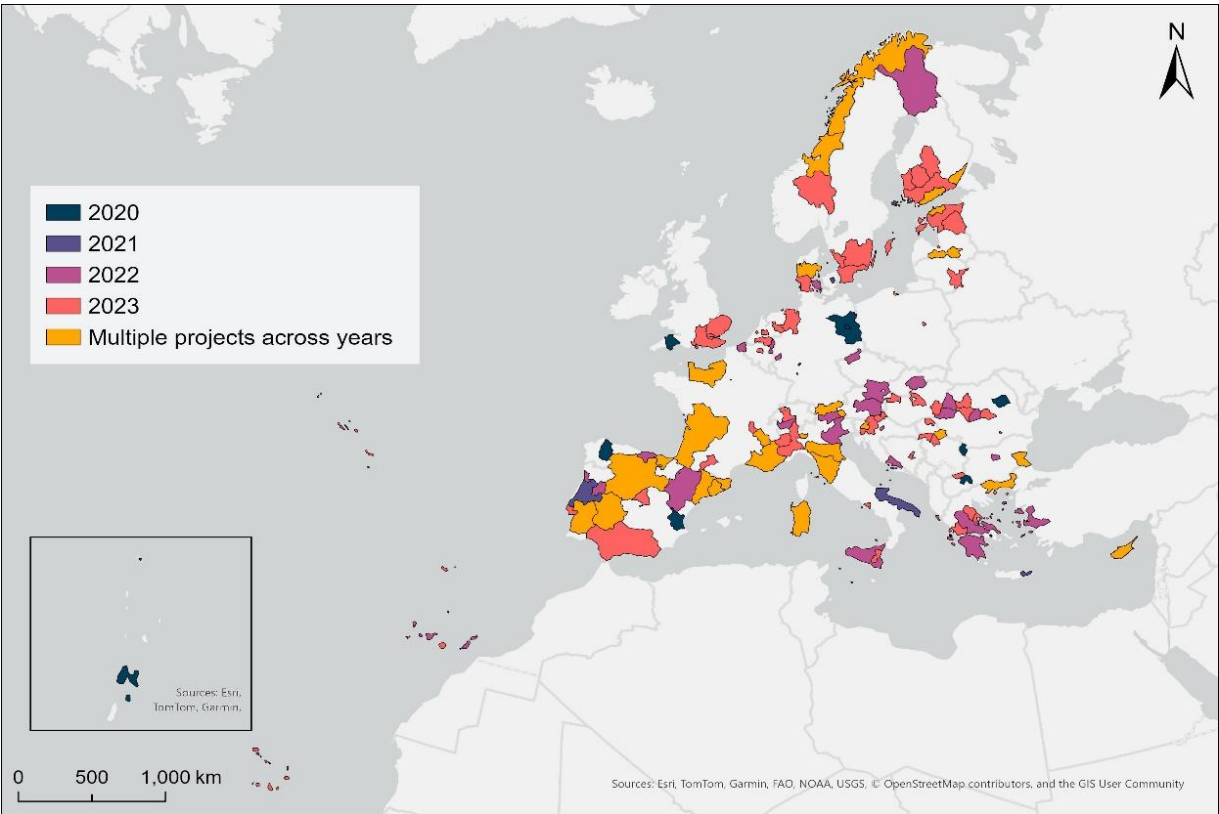 N
2020
2021
2022
2023
Multiple projects across years
Sources: Esri,
TomTom, Garmin,
0 500 1,000 km
Sources: Esri, TomTom, Garmin, FAO, NOAA, USGS, © OpenStreetMap contributors, and the GIS User Community